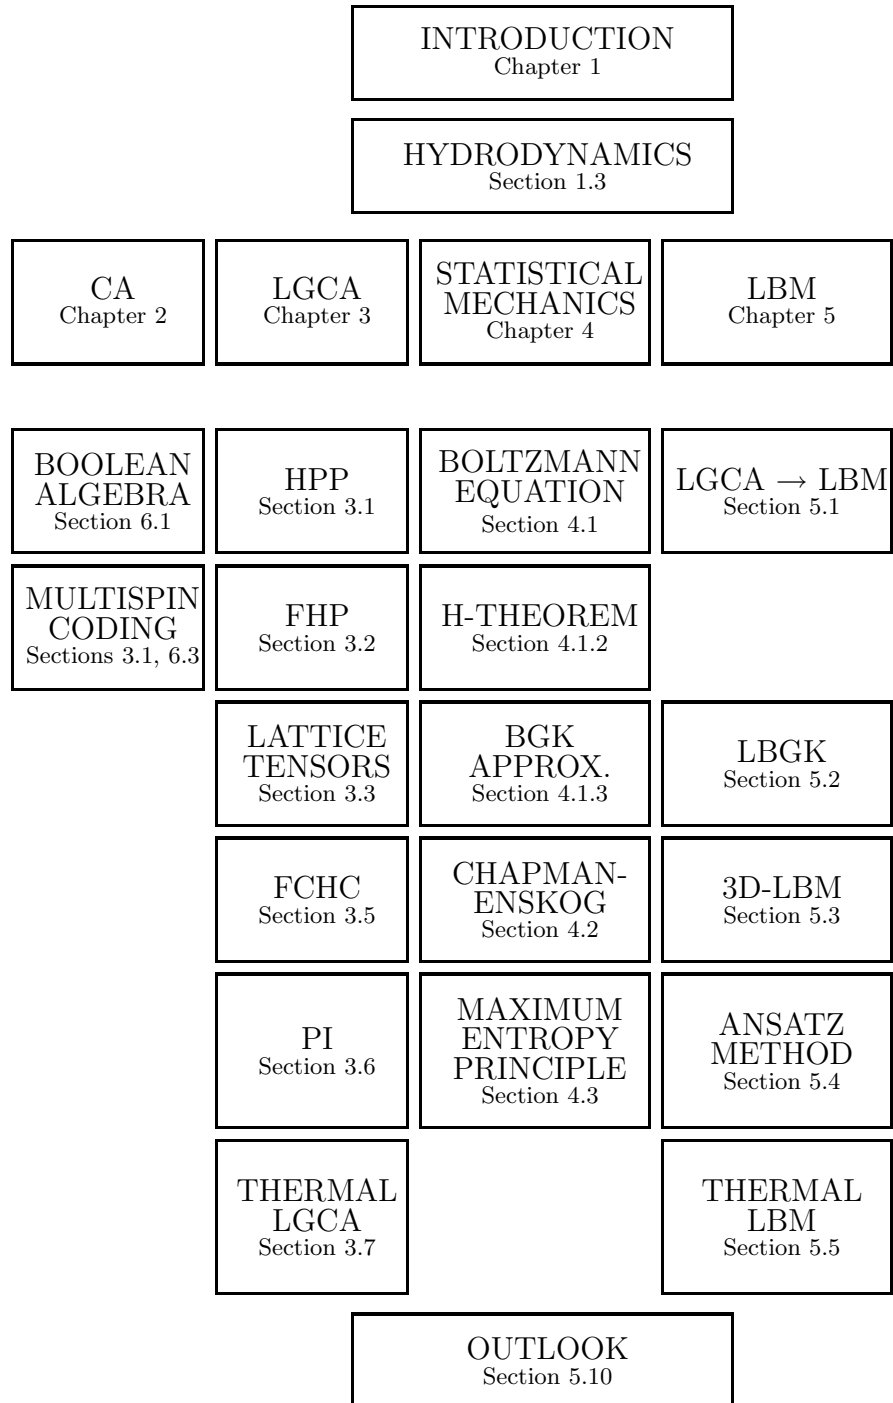 INTRODUCTION
Chapter 1
HYDRODYNAMICS
Section 1.3
CA
Chapter 2
LGCA
Chapter 3
STATISTICAL
MECHANICS
Chapter 4
LBM
Chapter 5
BOOLEAN
ALGEBRA
Section 6.1
HPP
Section 3.1
BOLTZMANN
EQUATION
Section 4.1
LGCA → LBM
Section 5.1
MULTISPIN
CODING
Sections 3.1, 6.3
FHP
Section 3.2
H-THEOREM
Section 4.1.2
LATTICE
TENSORS
Section 3.3
BGK
APPROX.
Section 4.1.3
LBGK
Section 5.2
FCHC
Section 3.5
CHAPMAN-
ENSKOG
Section 4.2
3D-LBM
Section 5.3
PI
Section 3.6
MAXIMUM
ENTROPY
PRINCIPLE
Section 4.3
ANSATZ
METHOD
Section 5.4
THERMAL
LGCA
Section 3.7
THERMAL
LBM
Section 5.5
OUTLOOK
Section 5.10